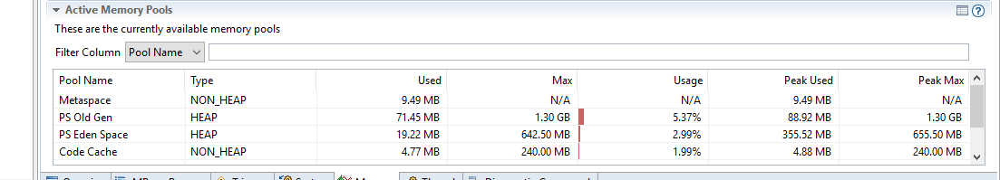 Active Memory Pools
These are the currently available memory pools
Filter Column Pool Name
Pool Name Type Used Max Usage Peak Used Peak Max
Metaspace NON_HEAP 9.49 MB N/A N/A 9.49 MB N/A
PS Old Gen HEAP 71.45 MB 1.30 GB 5.37% 88.92 MB 1.30 GB
PS Eden Space HEAP 19.22 MB 642.50 MB 2.99% 355.52 MB 655.50 MB
Code Cache NON_HEAP 4.77 MB 240.00 MB 1.99% 4.88 MB 240.00 MB